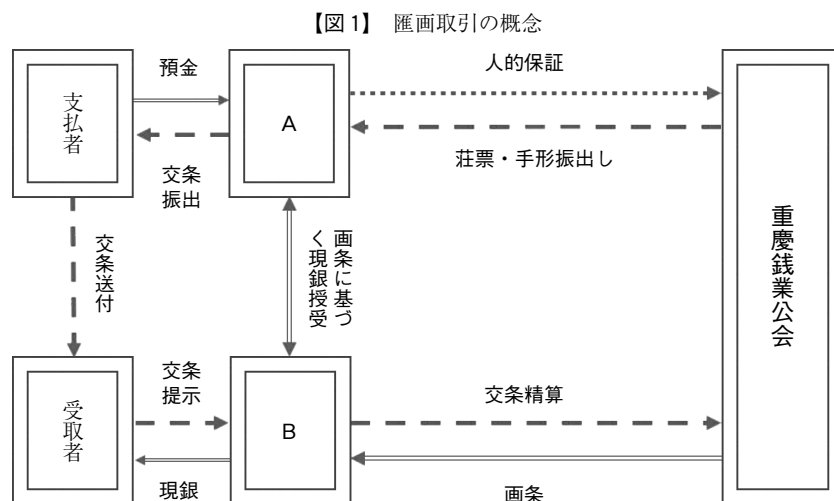 【図1】 匯画取引の概念
預金
人的保証
支払者
A
交条
振出
荘票・手形振出し
交条送付
画条に基づ
く現銀授受
重慶銭業公会
交条
提示
交条精算
受取者
B
現銀
画条